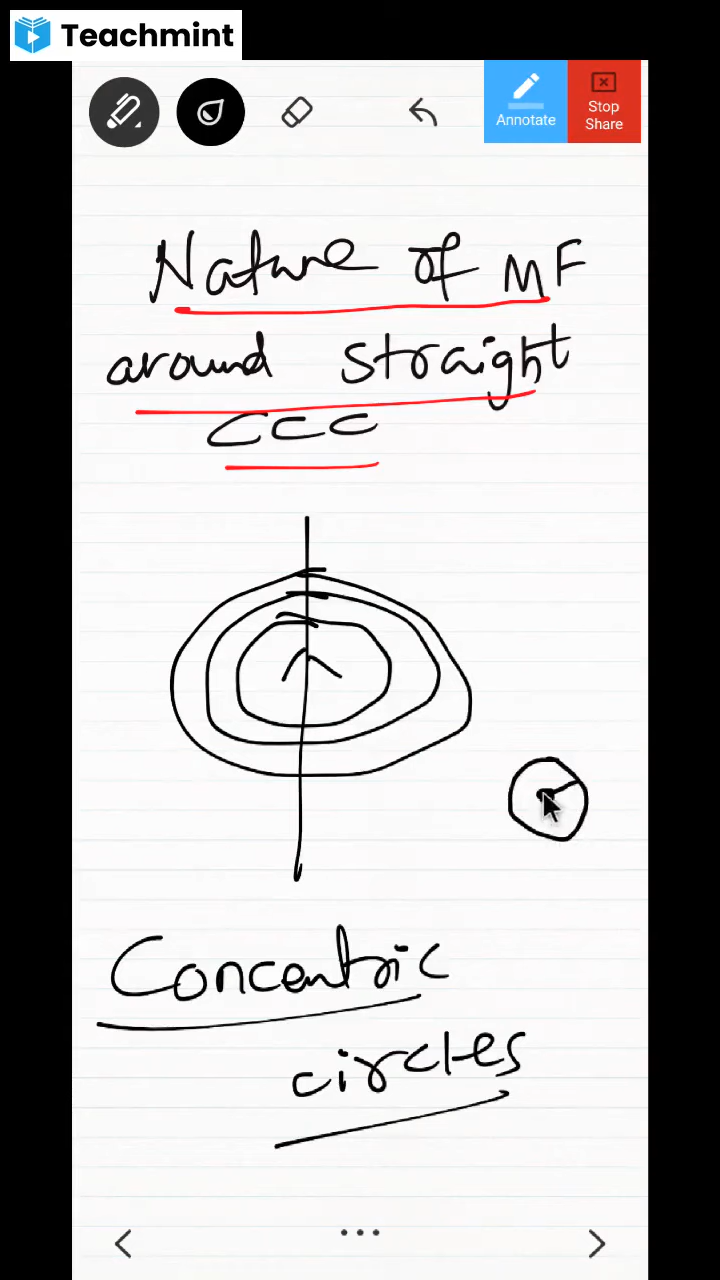 Teachmint
Annotate
Stop
Share
Nature of MF
around straight
CCC
Concentric
circles